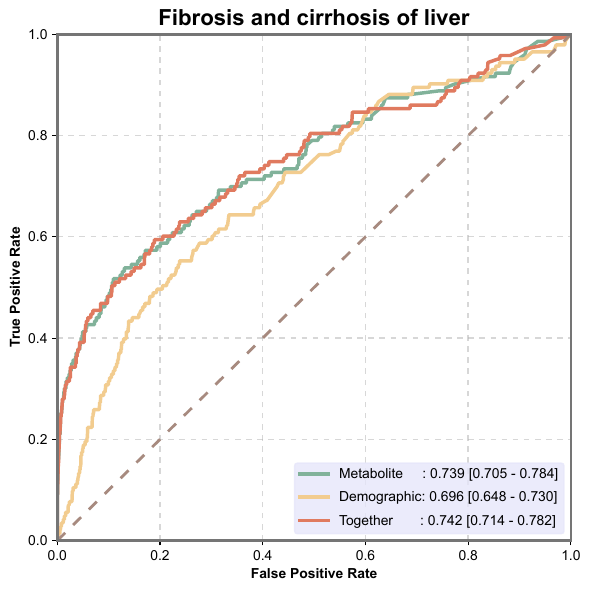 Fibrosis and cirrhosis of liver
1.0
0.8
0.6
0.4
0.2
0.0
True Positive Rate
Metabolite : 0.739 [0.705 - 0.784]
Demographic: 0.696 [0.648 - 0.730]
Together : 0.742 [0.714 - 0.782]
0.0 0.2 0.4 0.6 0.8 1.0
False Positive Rate